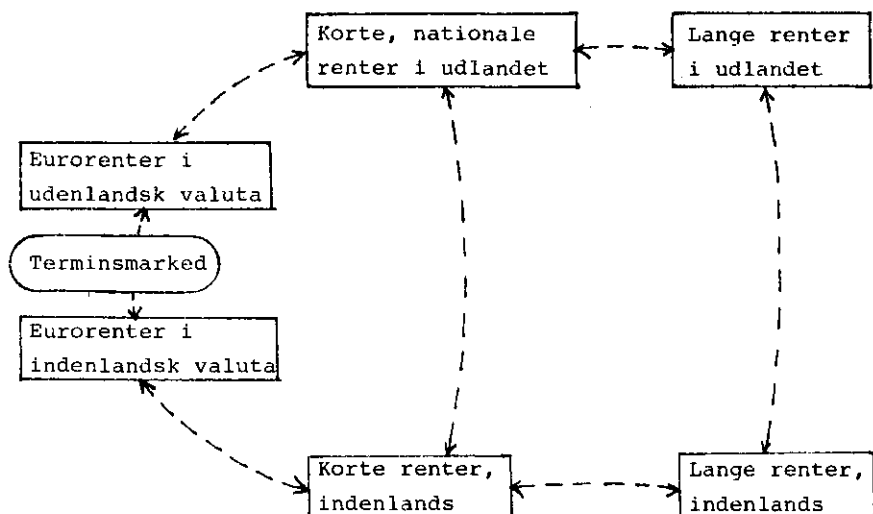 Korte, nationale
renter i udlandet
Lange renter
i udlandet
Eurorenter i
udenlandsk valuta
Terminsmarked
Eurorenter i
indenlandsk valuta
Korte renter,
indenlands
Lange renter,
indenlands